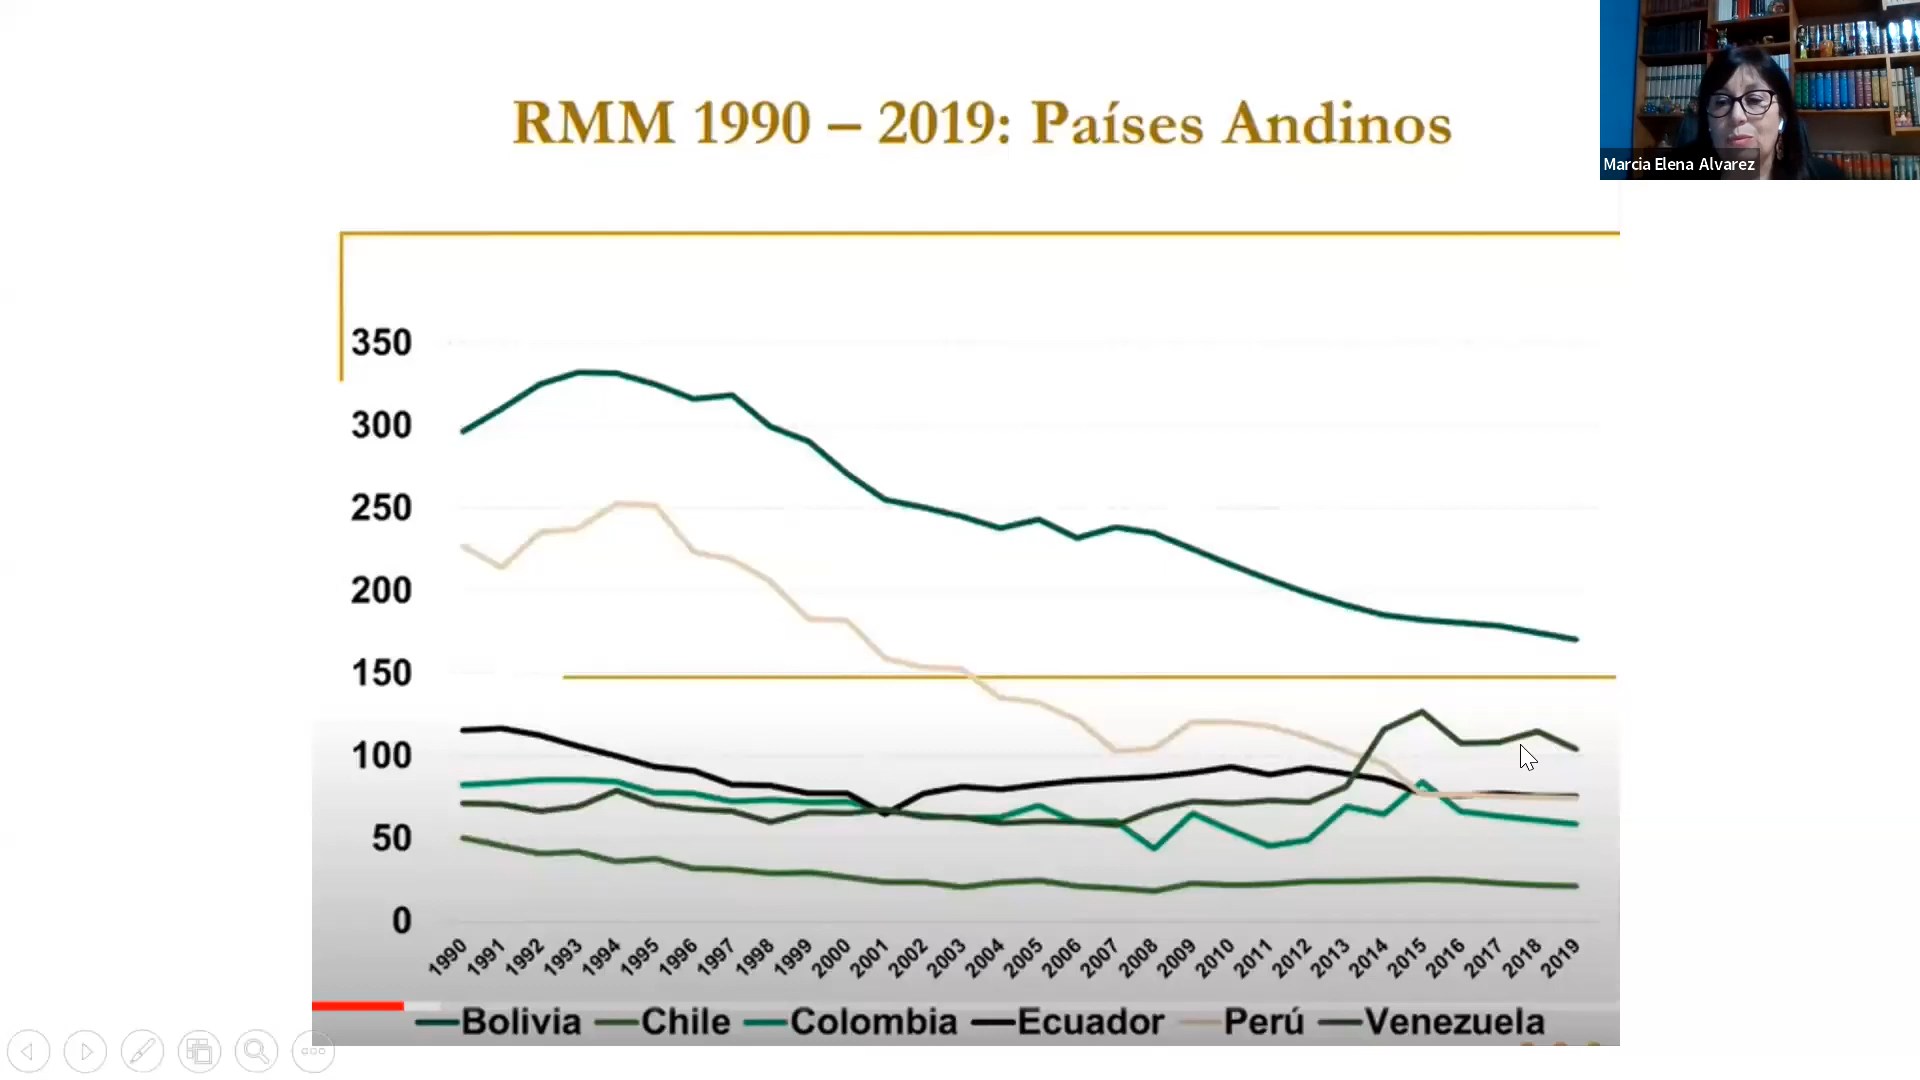 RMM 1990 – 2019: Países Andinos
Marcia Elena Alvarez
350
300
250
200
150
100
50
0
1990 1991 1992 1993 1994 1995 1996 1997 1998 1999 2000 2001 2002 2003 2004 2005 2006 2007 2008 2009 2010 2011 2012 2013 2014 2015 2016 2017 2018 2019
Bolivia Chile Colombia Ecuador Perú Venezuela